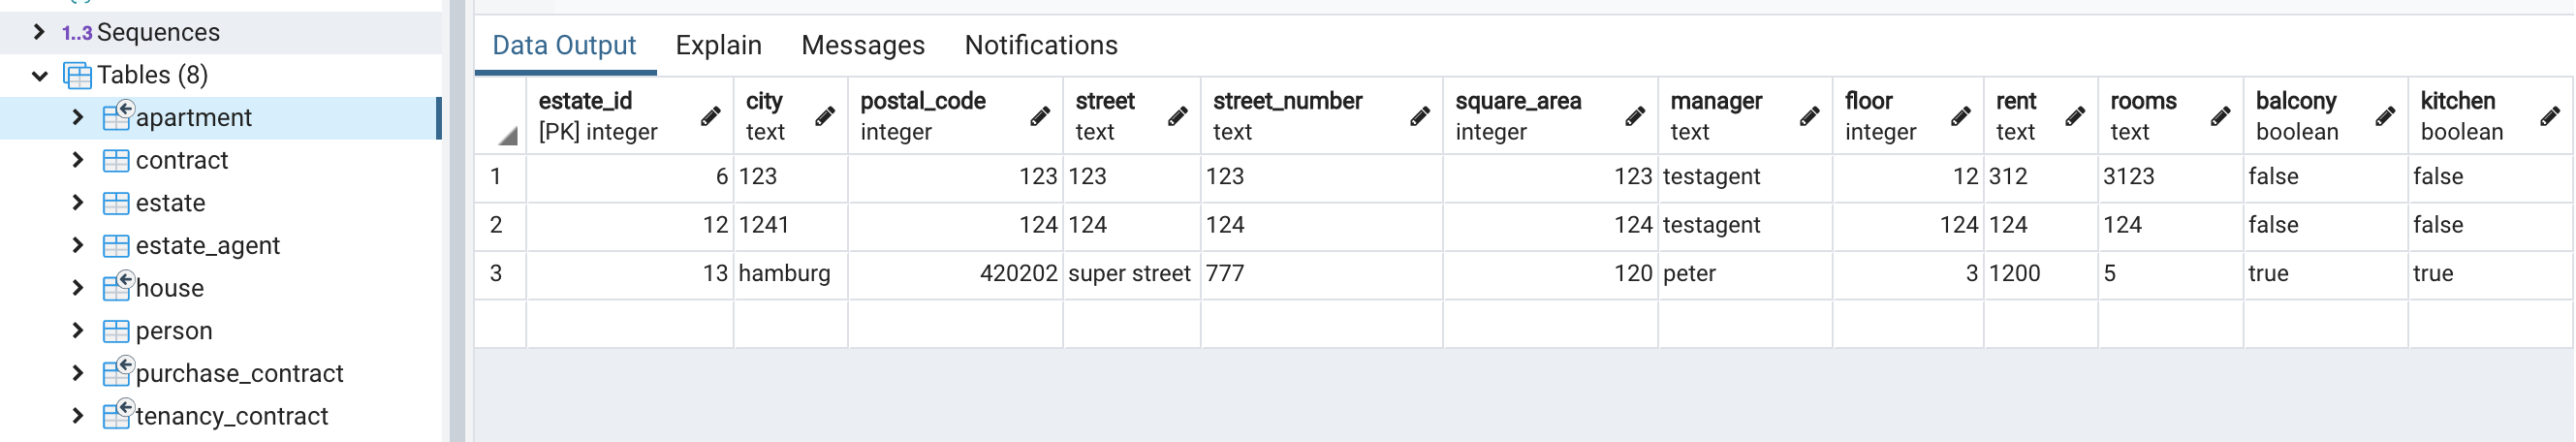 1..3 Sequences
Tables (8)
apartment
contract
estate
estate_agent
house
person
purchase_contract
tenancy_contract
Data Output Explain Messages Notifications
estate_id city postal_code street street_number square_area manager floor rent rooms balcony kitchen
[PK] integer text integer text text integer text integer text text boolean boolean
1 6 123 123 123 123 123 testagent 12 312 3123 false false
2 12 1241 124 124 124 124 testagent 124 124 124 false false
3 13 hamburg 420202 super street 777 120 peter 3 1200 5 true true